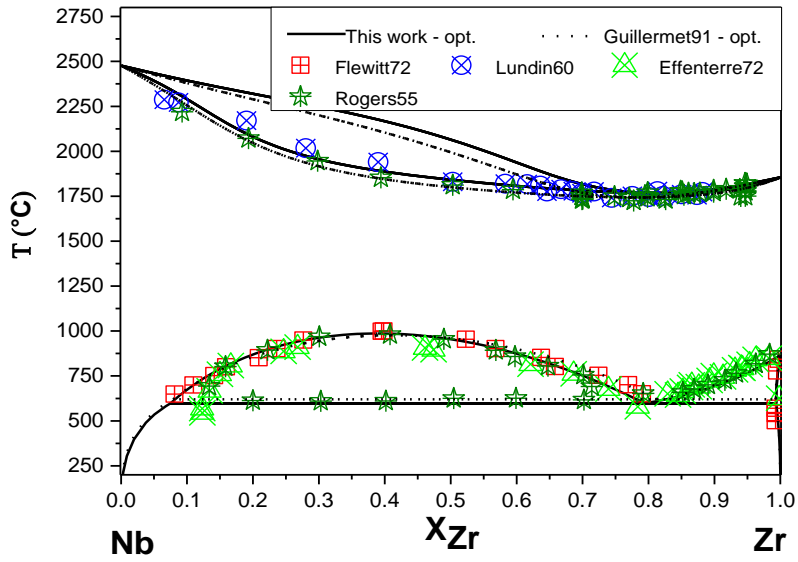 2750
2500
2250
2000
1750
1500
1250
1000
750
500
250
T (°C)
This work - opt. Guillermet91 - opt.
Flewitt72 Lundin60 Effenterre72
Rogers55
0.0 0.1 0.2 0.3 0.4 0.5 0.6 0.7 0.8 0.9 1.0
Nb XZr Zr